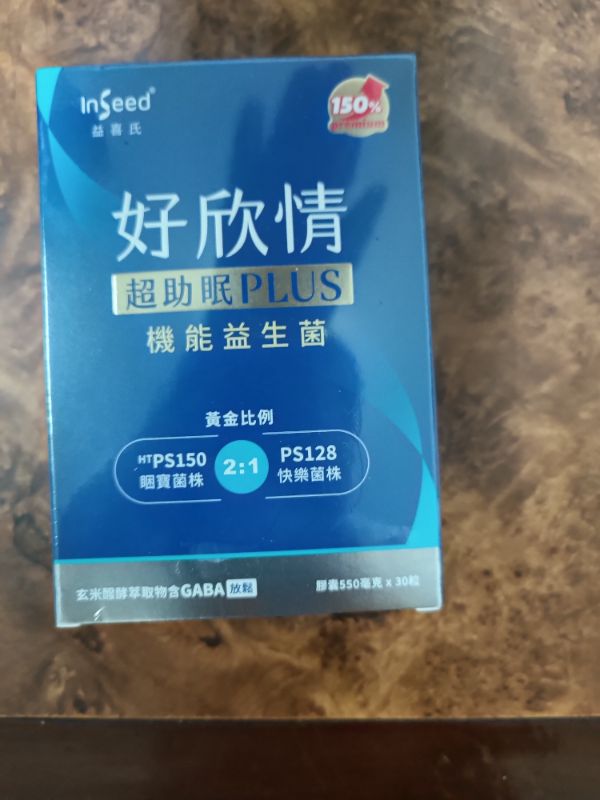 InSeed®
益喜氏
150%
premium
好欣情
超助眠PLUS
機能益生菌
黃金比例
HTPS150
睏寶菌株
2:1
PS128
快樂菌株
玄米醱酵萃取物含GABA 放鬆
膠囊550毫克 x 30粒